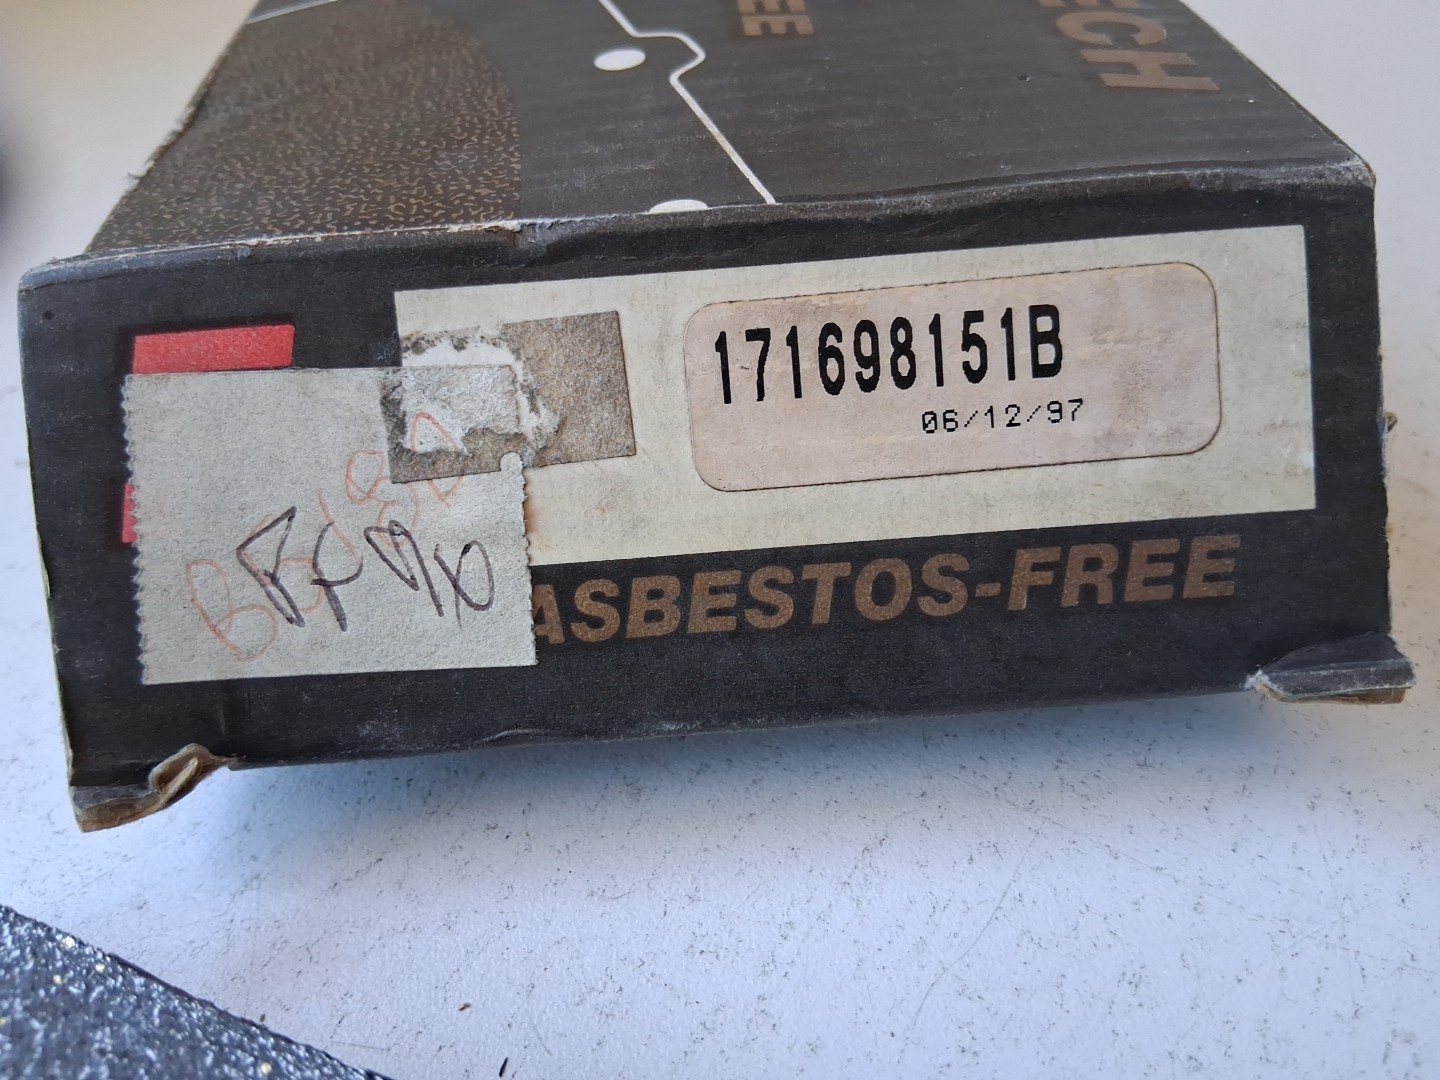 EE
ECH
171698151B
06/12/97
ASBESTOS-FREE